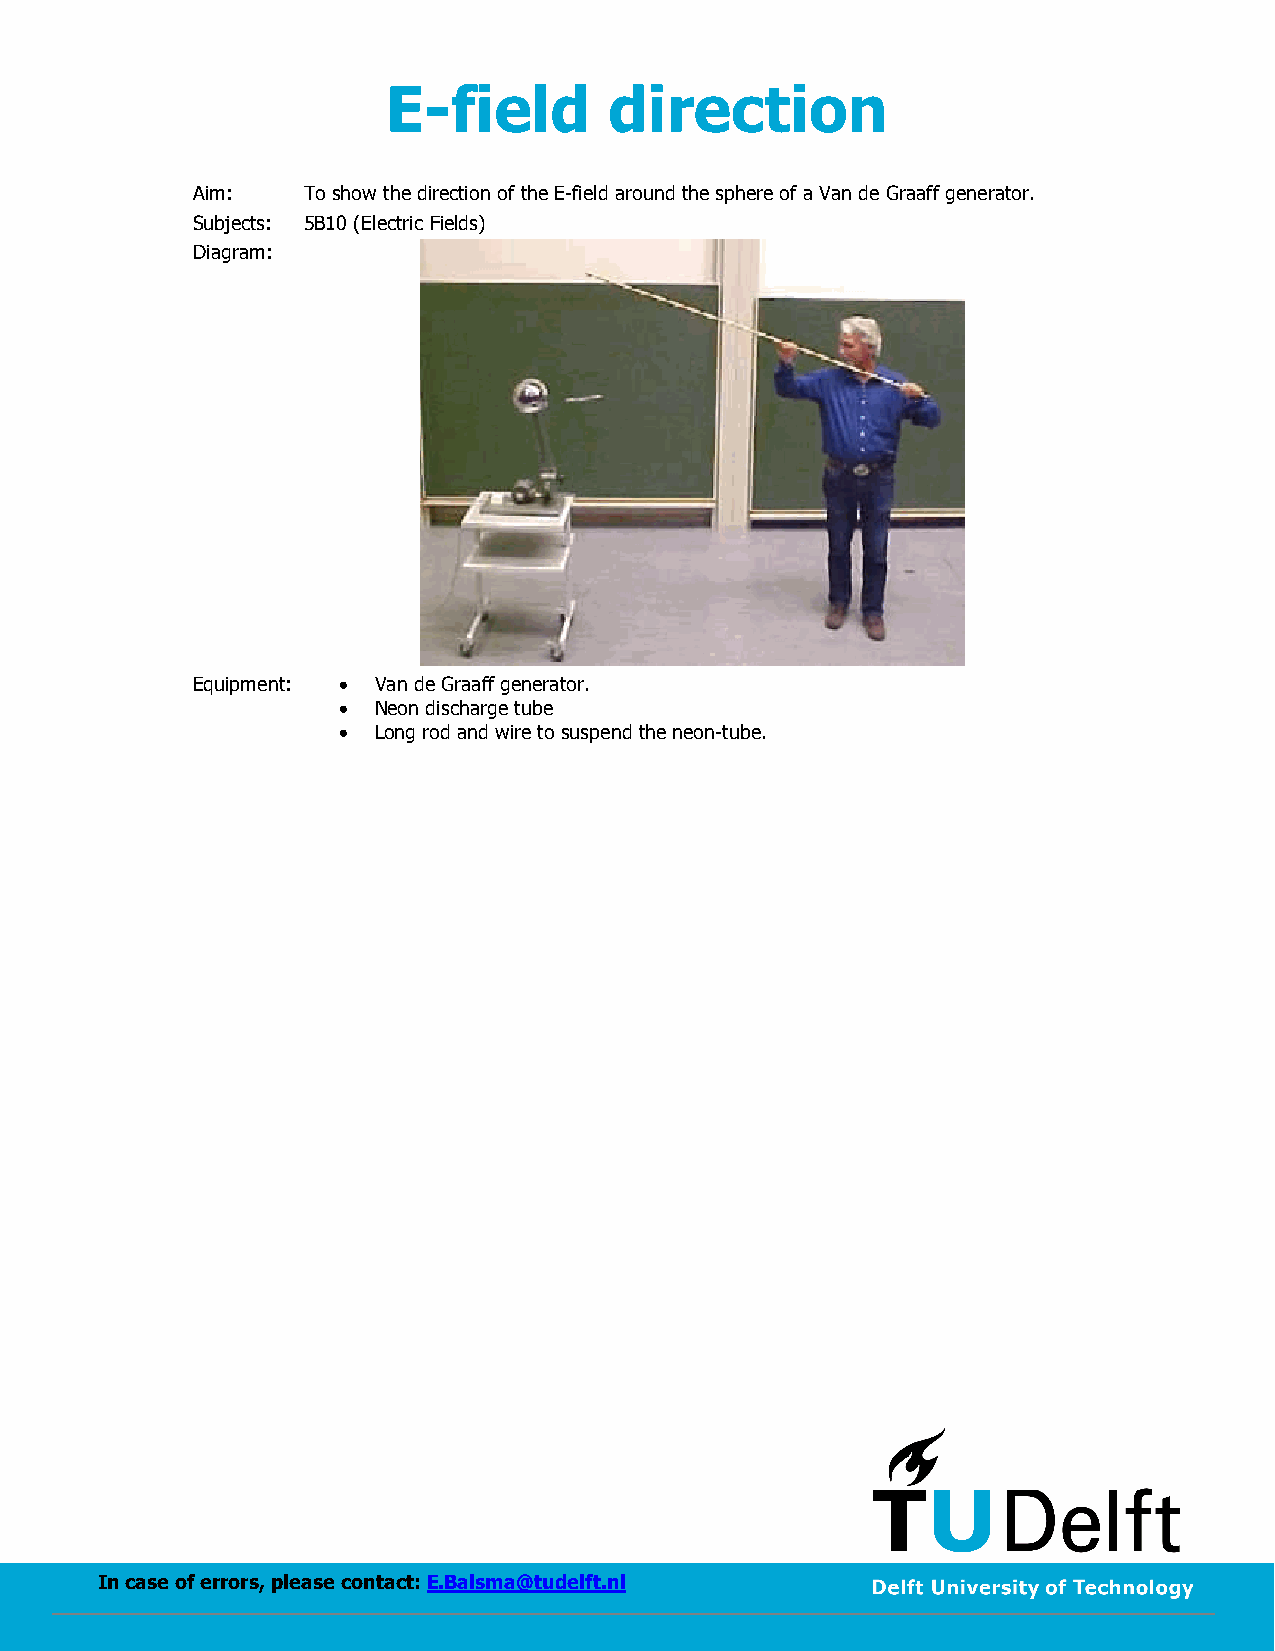 E-field direction
Aim: To show the direction of the E-field around the sphere of a Van de Graaff generator.
Subjects: 5B10 (Electric Fields)
Diagram:
Equipment: • Van de Graaff generator.
• Neon discharge tube
• Long rod and wire to suspend the neon-tube.
TUDelft
In case of errors, please contact: E.Balsma@tudelft.nl
Delft University of Technology